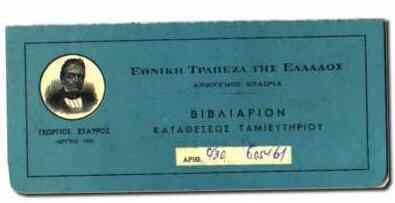 ΕΘΝΙΚΗ ΤΡΑΠΕΖΑ ΤΗΣ ΕΛΛΑΔΟΣ
ΑΝΩΝΥΜΟΣ ΕΤΑΙΡΙΑ
ΒΙΒΛΙΑΡΙΟΝ
ΚΑΤΑΘΕΣΕΩΣ ΤΑΜΙΕΥΤΗΡΙΟΥ
ΓΕΩΡΓΙΟΣ ΣΤΑΥΡΟΣ
ΑΡΙΘ.